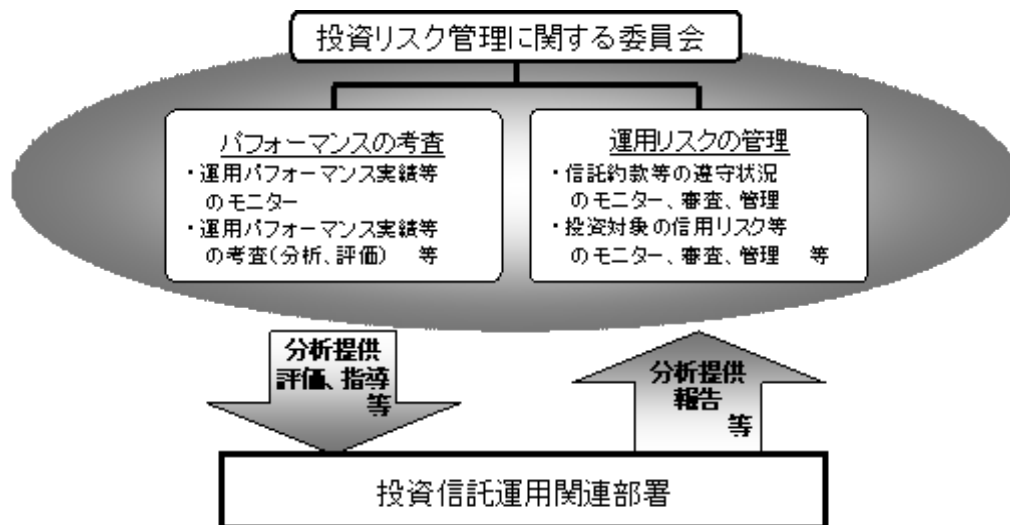 投資リスク管理に関する委員会
パフォーマンスの考査
・運用パフォーマンス実績等
のモニター
・運用パフォーマンス実績等
の考査(分析、評価) 等
運用リスクの管理
・信託約款等の遵守状況
のモニター、審査、管理
・投資対象の信用リスク等
のモニター、審査、管理 等
分析提供
評価、指導
等
分析提供
報告
等
投資信託運用関連部署